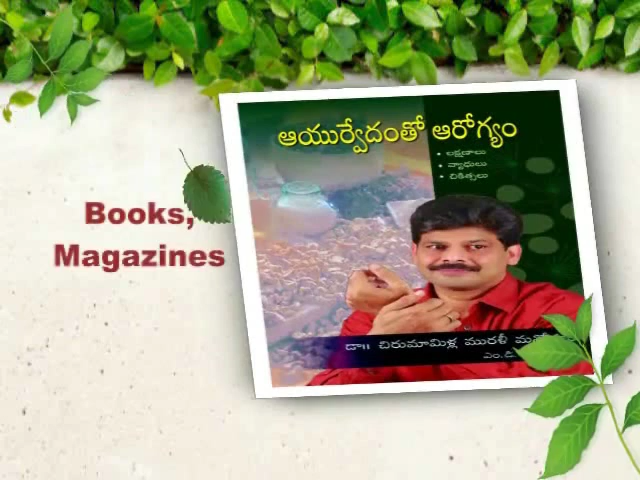 ఆయుర్వేదంతో ఆరోగ్యం
• లక్షణాలు
• వ్యాధులు
• చికిత్సలు
Books,
Magazines
డా॥ చిరుమామిళ్ల మురళీ
ఎం.డి.